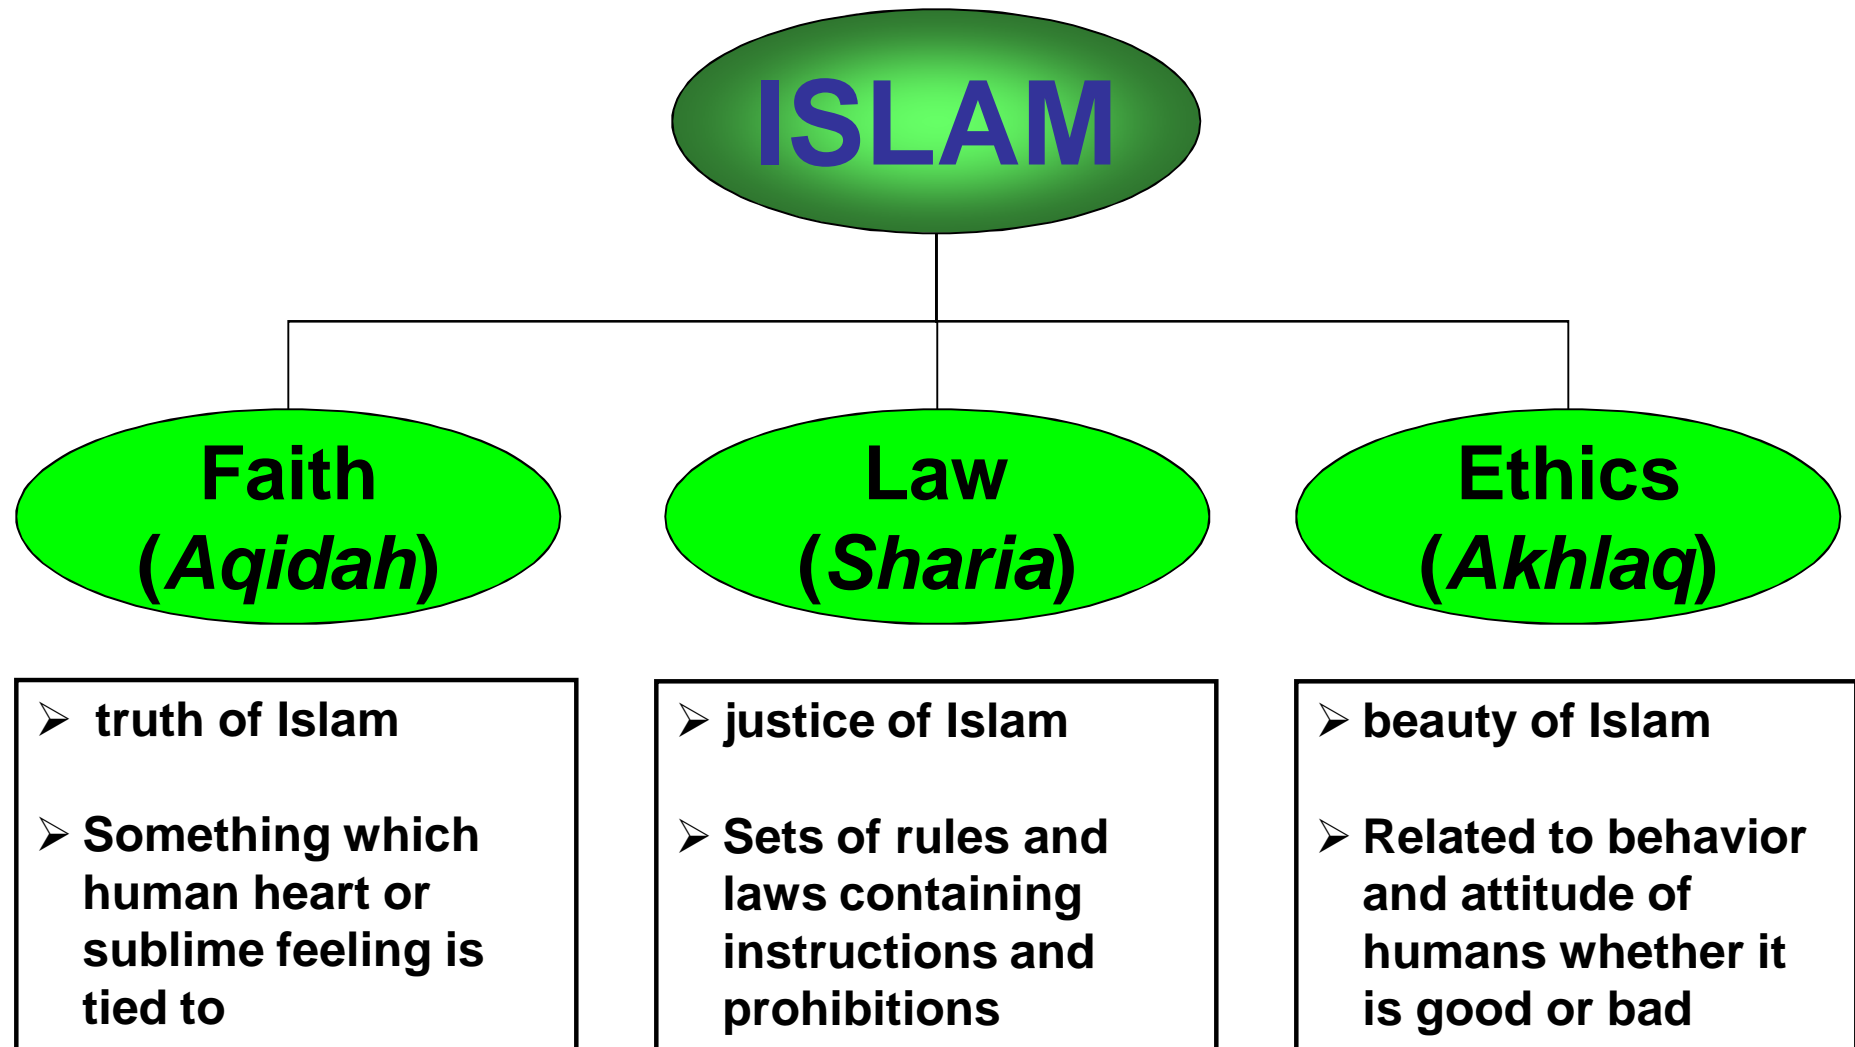 ISLAM
Faith
(Aqidah)
Law
(Sharia)
Ethics
(Akhlaq)
➢ truth of Islam
➢ Something which
human heart or
sublime feeling is
tied to
➢ justice of Islam
➢ Sets of rules and
laws containing
instructions and
prohibitions
➢ beauty of Islam
➢ Related to behavior
and attitude of
humans whether it
is good or bad